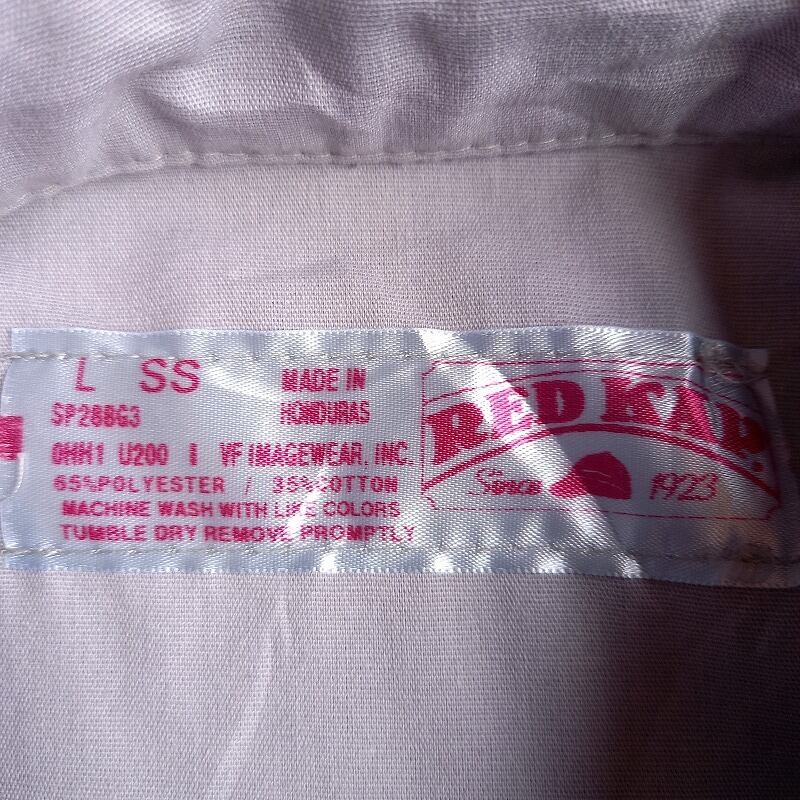 L SS
MADE IN
HONDURAS
SP28BG3
0HH1 U200 I VF IMAGEWEAR, INC.
65%POLYESTER / 35%COTTON
MACHINE WASH WITH LIKE COLORS
TUMBLE DRY REMOVE PROMPTLY
RED KAP.
Since 1923